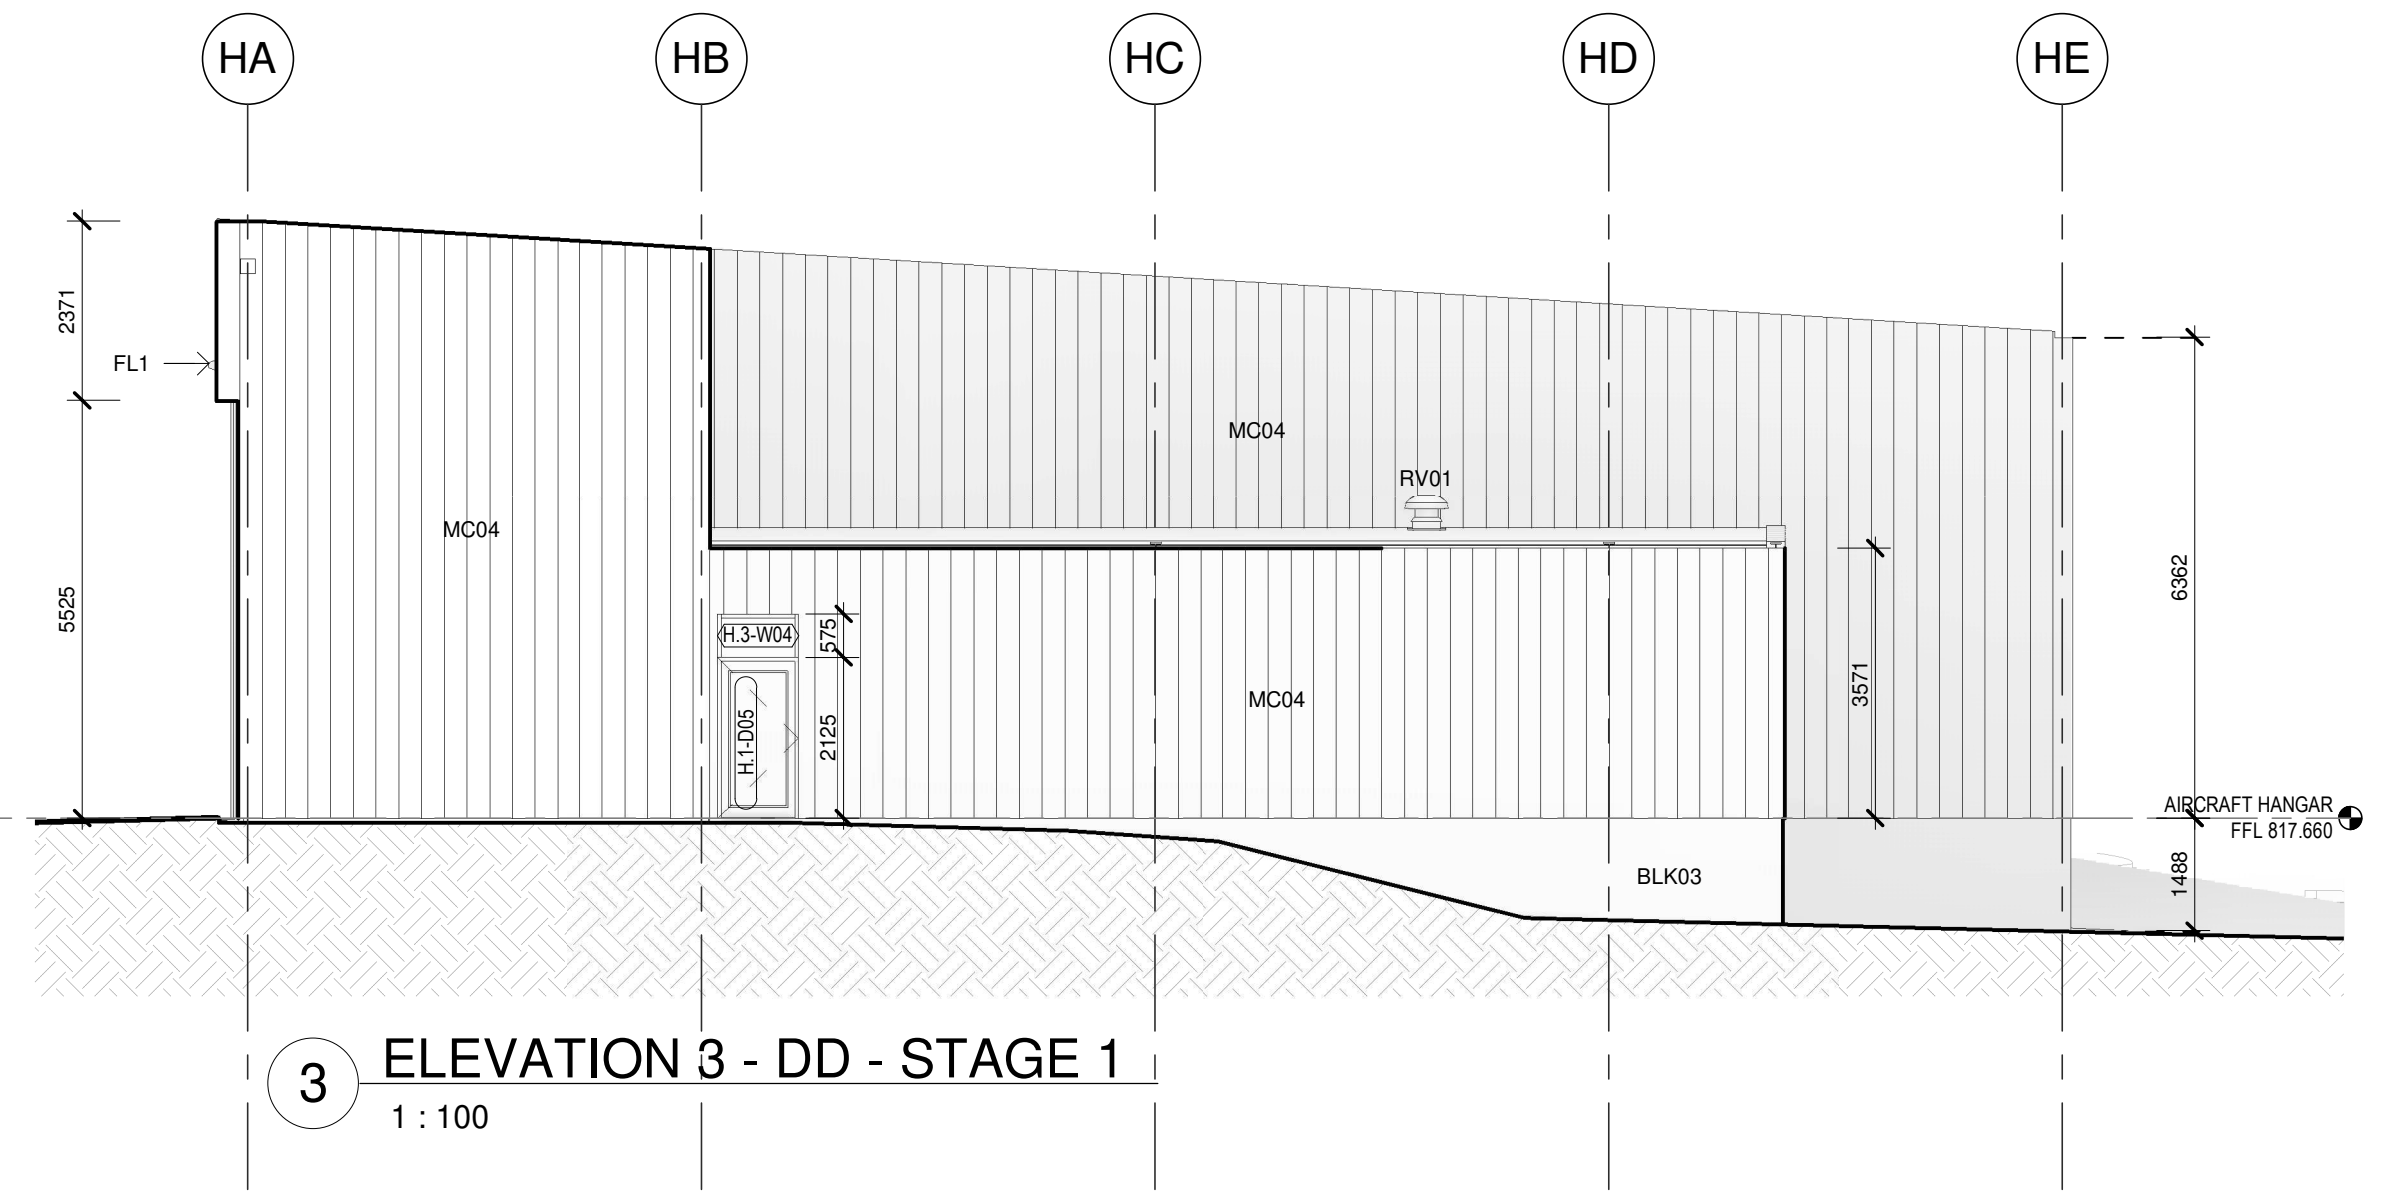 HA
HB
HC
HD
HE
2371
FL1
5525
MC04
MC04
RV01
6362
H.3-W04
575
3571
MC04
H.1-D05
2125
AIRCRAFT HANGAR
FFL 817.660
BLK03
1488
3
ELEVATION 3 - DD - STAGE 1
1 : 100